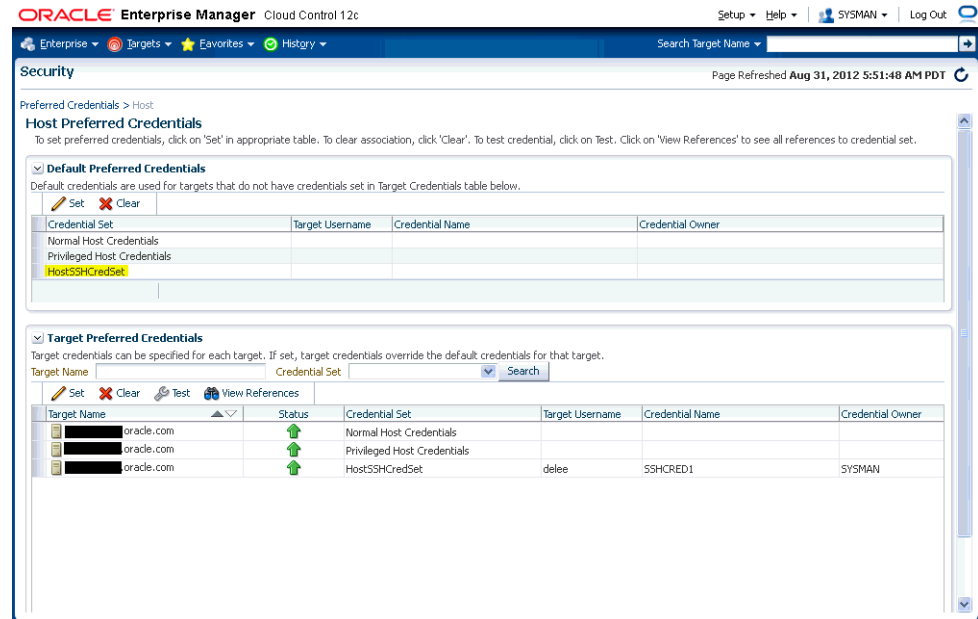 ORACLE Enterprise Manager Cloud Control 12c
Setup Help SYSMAN Log Out
Enterprise Targets Favorites History Search Target Name
Security
Page Refreshed Aug 31, 2012 5:51:48 AM PDT
Preferred Credentials > Host
Host Preferred Credentials
To set preferred credentials, click on 'Set' in appropriate table. To clear association, click 'Clear'. To test credential, click on Test. Click on 'View References' to see all references to credential set.
Default Preferred Credentials
Default credentials are used for targets that do not have credentials set in Target Credentials table below.
Set Clear
Credential Set Target Username Credential Name Credential Owner
Normal Host Credentials
Privileged Host Credentials
HostSSHCredSet
Target Preferred Credentials
Target credentials can be specified for each target. If set, target credentials override the default credentials for that target.
Target Name Credential Set Search
Set Clear Test View References
Target Name Status Credential Set Target Username Credential Name Credential Owner
oracle.com Normal Host Credentials
.oracle.com Privileged Host Credentials
.oracle.com HostSSHCredSet delee SSHCRED1 SYSMAN